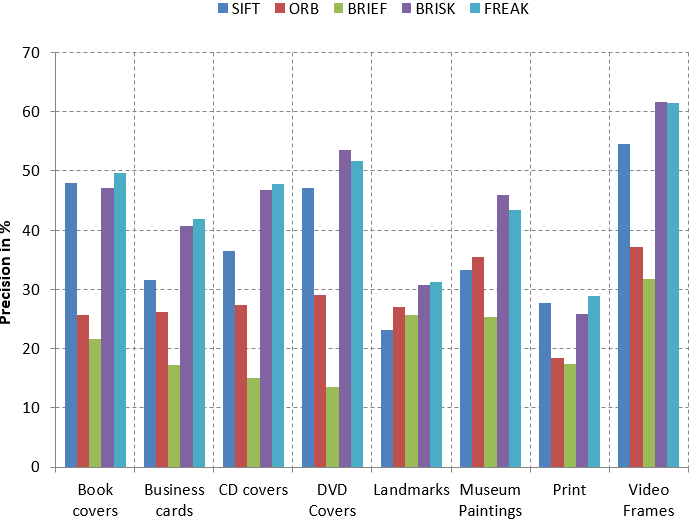 SIFT ORB BRIEF BRISK FREAK
70
60
50
40
30
20
10
0
Precision in %
Book covers
Business cards
CD covers
DVD Covers
Landmarks
Museum Paintings
Print
Video Frames